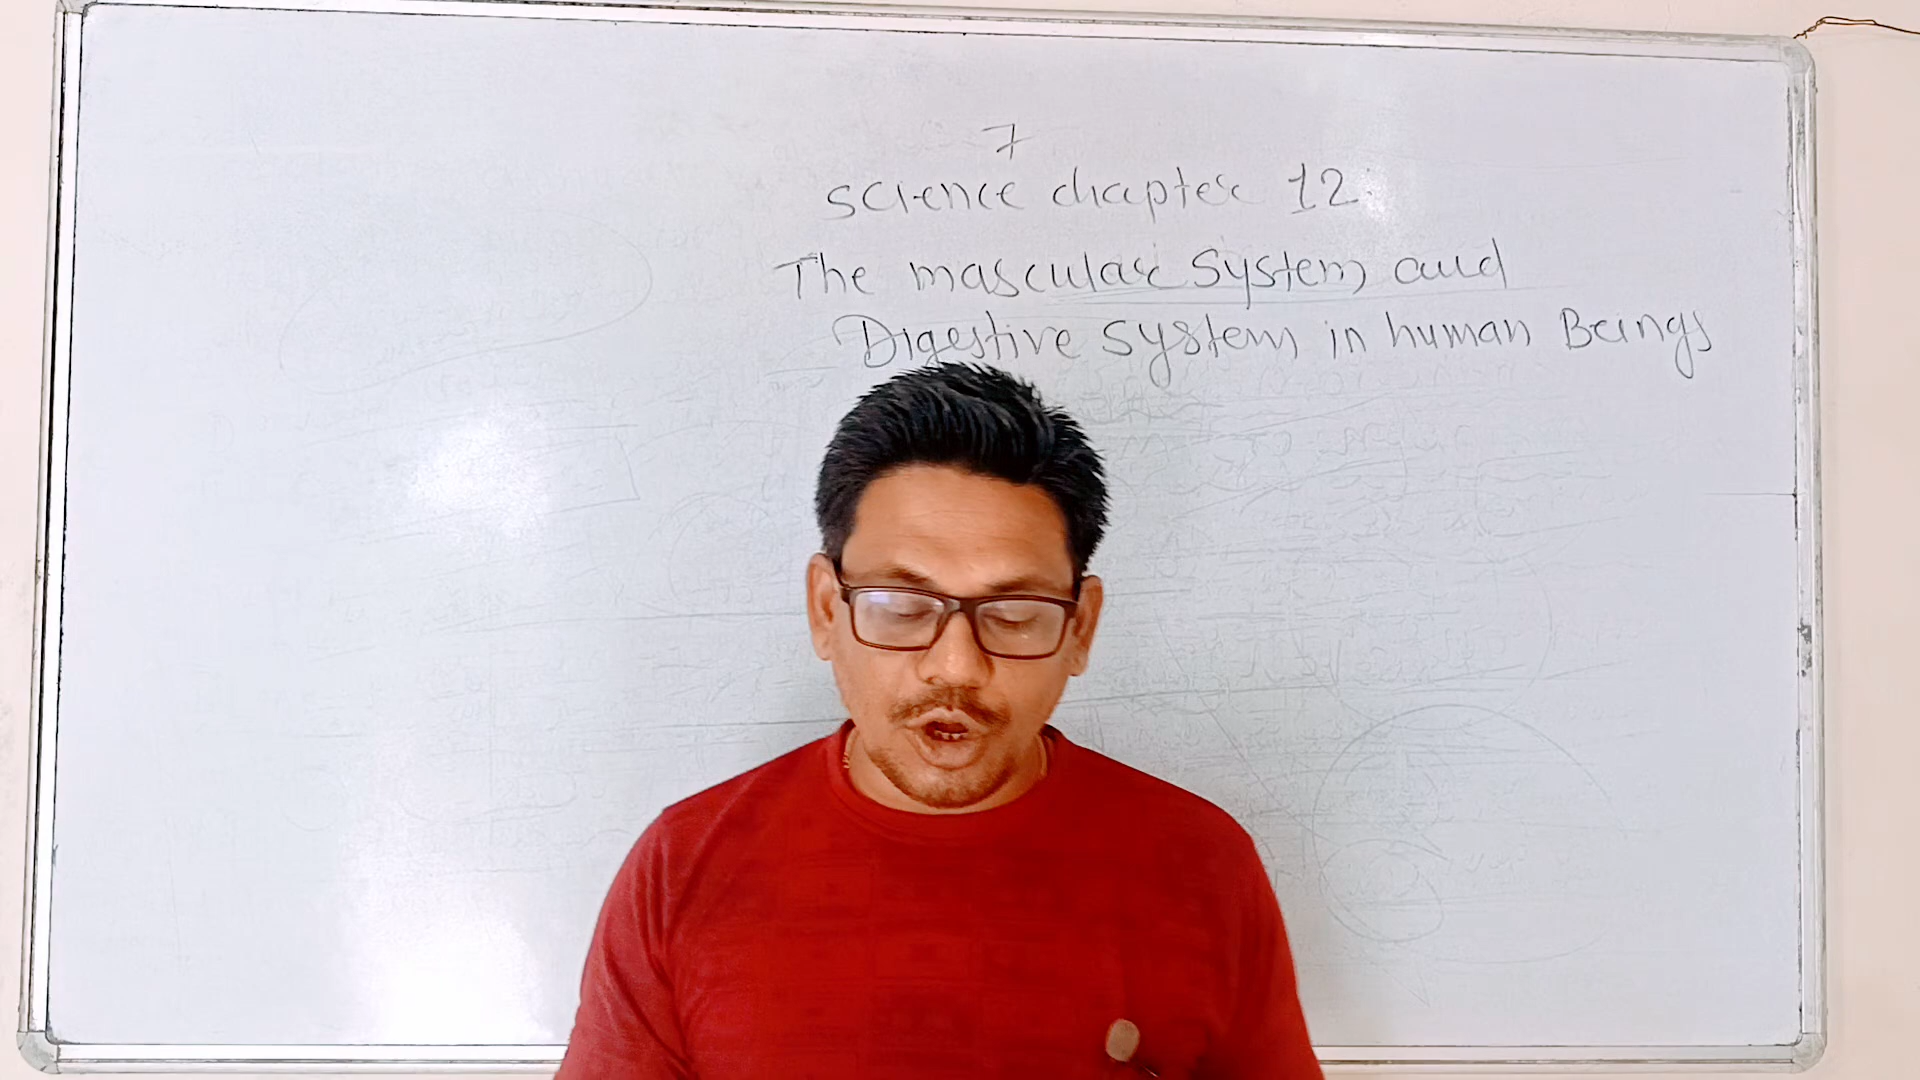 7
Science chapter 12.
The mascular System and
Digestive system in human Beings